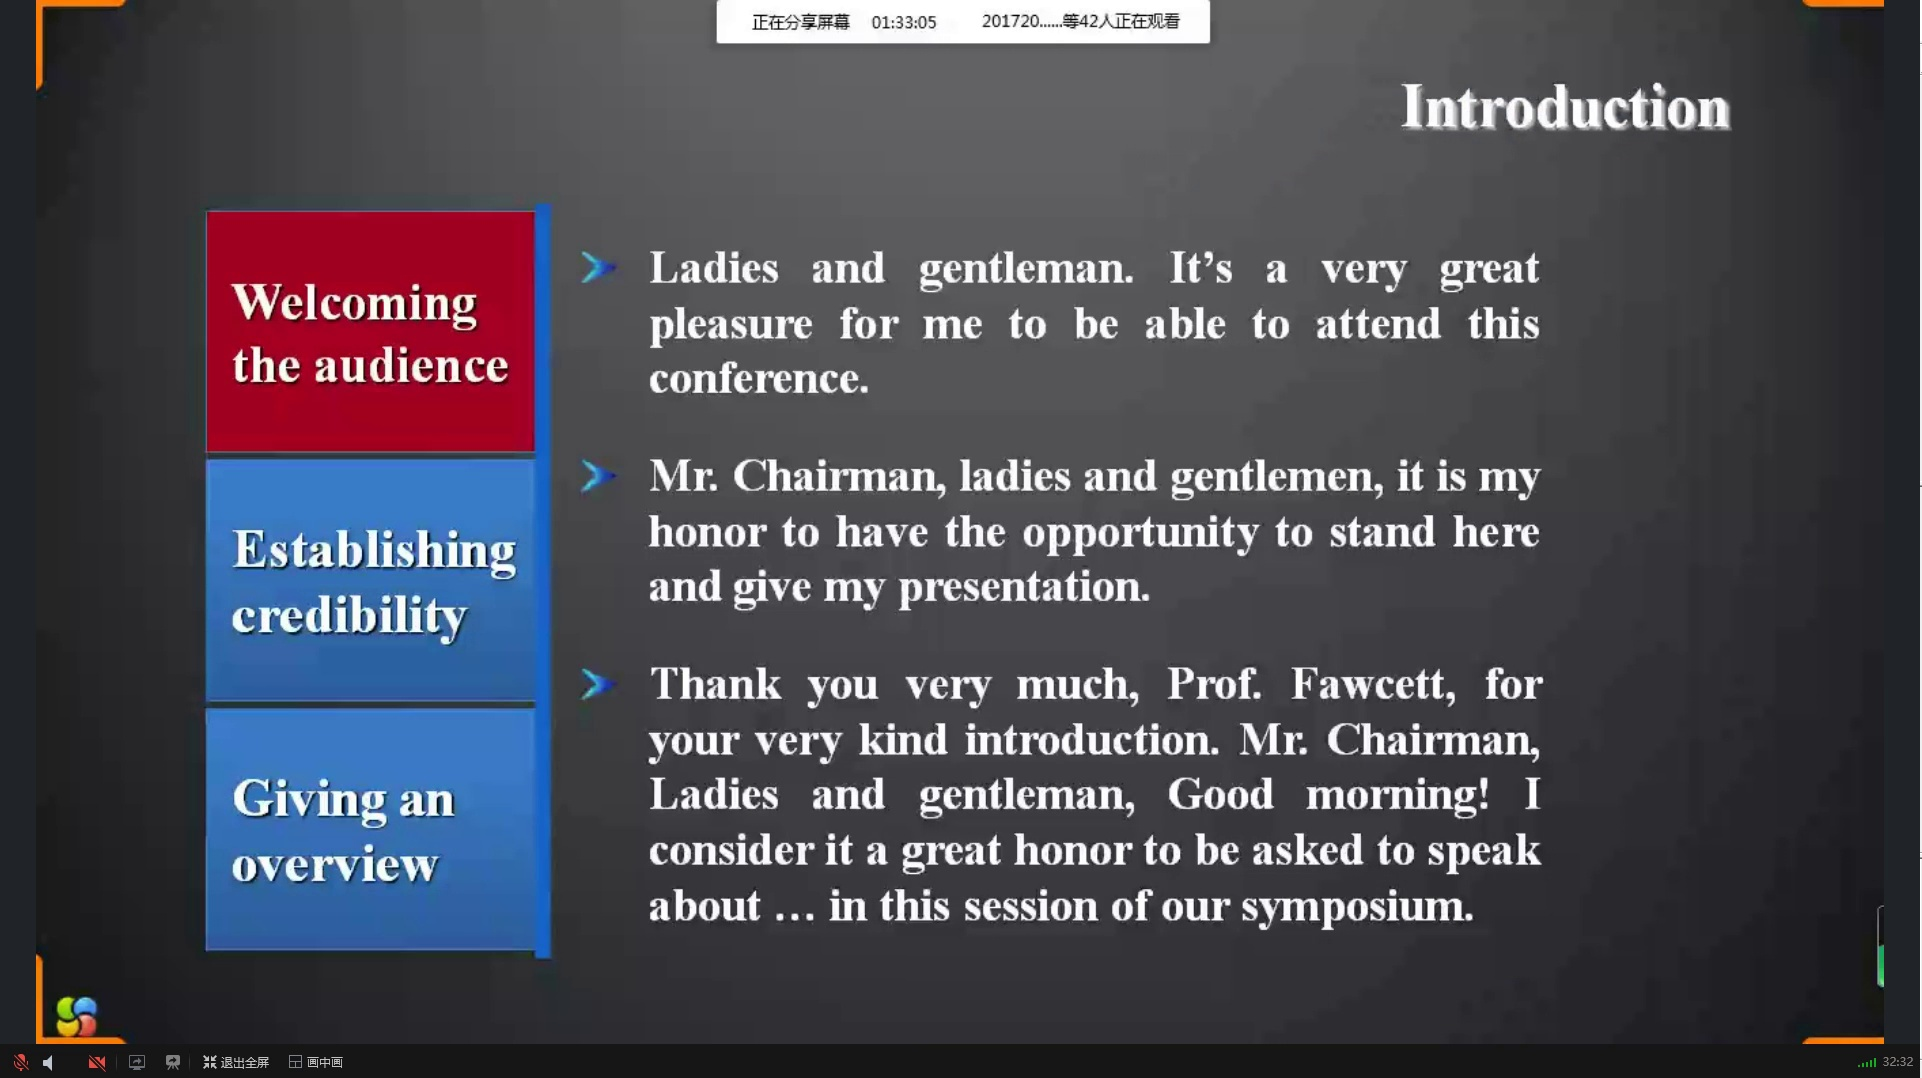 正在分享屏幕 01:33:05 201720......等42人正在观看
Introduction
Welcoming
the audience
Establishing
credibility
Giving an
overview
Ladies and gentleman. It’s a very great
pleasure for me to be able to attend this
conference.
Mr. Chairman, ladies and gentlemen, it is my
honor to have the opportunity to stand here
and give my presentation.
Thank you very much, Prof. Fawcett, for
your very kind introduction. Mr. Chairman,
Ladies and gentleman, Good morning! I
consider it a great honor to be asked to speak
about … in this session of our symposium.
退出全屏 画中画 32:32